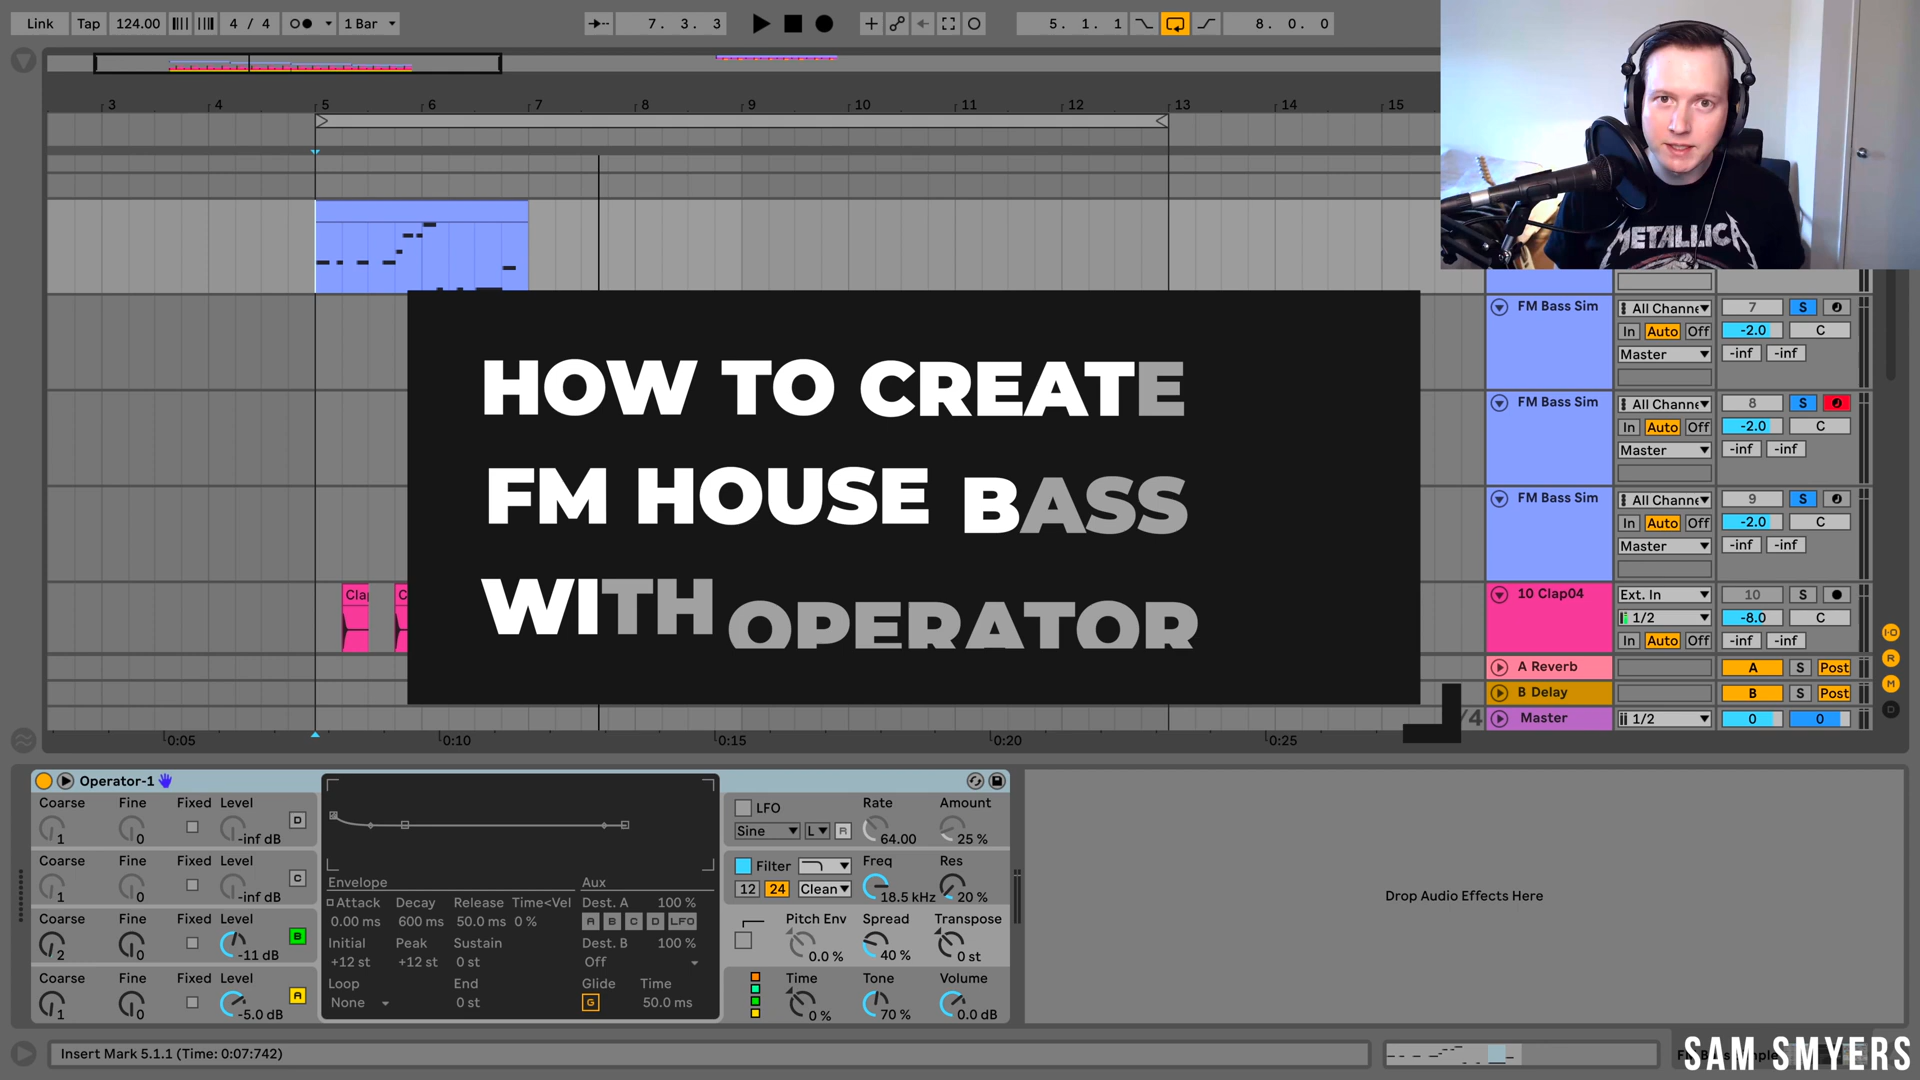 Link Tap 124.00 4 / 4 1 Bar 7. 3. 3 5. 1. 1 8. 0. 0
3 4 5 6 7 8 9 10 11 12 13 14 15
METALLICA
FM Bass Sim All Channe 7 S
In Auto Off -2.0 C
Master -inf -inf
HOW TO CREATE
FM Bass Sim All Channe 8 S
In Auto Off -2.0 C
Master -inf -inf
FM HOUSE BASS
FM Bass Sim All Channe 9 S
In Auto Off -2.0 C
Master -inf -inf
WITH OPERATOR
Clap C
10 Clap04 Ext. In 10 S
1/2 -8.0 C
In Auto Off -inf -inf
A Reverb A S Post
B Delay B S Post
/4 Master 1/2 0 0
I·O
R
M
D
0:05 0:10 0:15 0:20 0:25
Operator-1
Coarse Fine Fixed Level D
1 0 -inf dB
Coarse Fine Fixed Level C
1 0 -inf dB
Coarse Fine Fixed Level B
2 0 -11 dB
Coarse Fine Fixed Level A
1 0 -5.0 dB
Envelope Aux
Attack Decay Release Time<Vel Dest. A 100 %
0.00 ms 600 ms 50.0 ms 0 % A B C D LFO
Initial Peak Sustain Dest. B 100 %
+12 st +12 st 0 st Off
Loop End Glide Time
None 0 st G 50.0 ms
LFO Rate Amount
Sine L R 64.00 25 %
Filter Freq Res
12 24 Clean 18.5 kHz 20 %
Pitch Env Spread Transpose
0.0 % 40 % 0 st
Time Tone Volume
0 % 70 % 0.0 dB
Drop Audio Effects Here
Insert Mark 5.1.1 (Time: 0:07:742)
SAM SMYERS